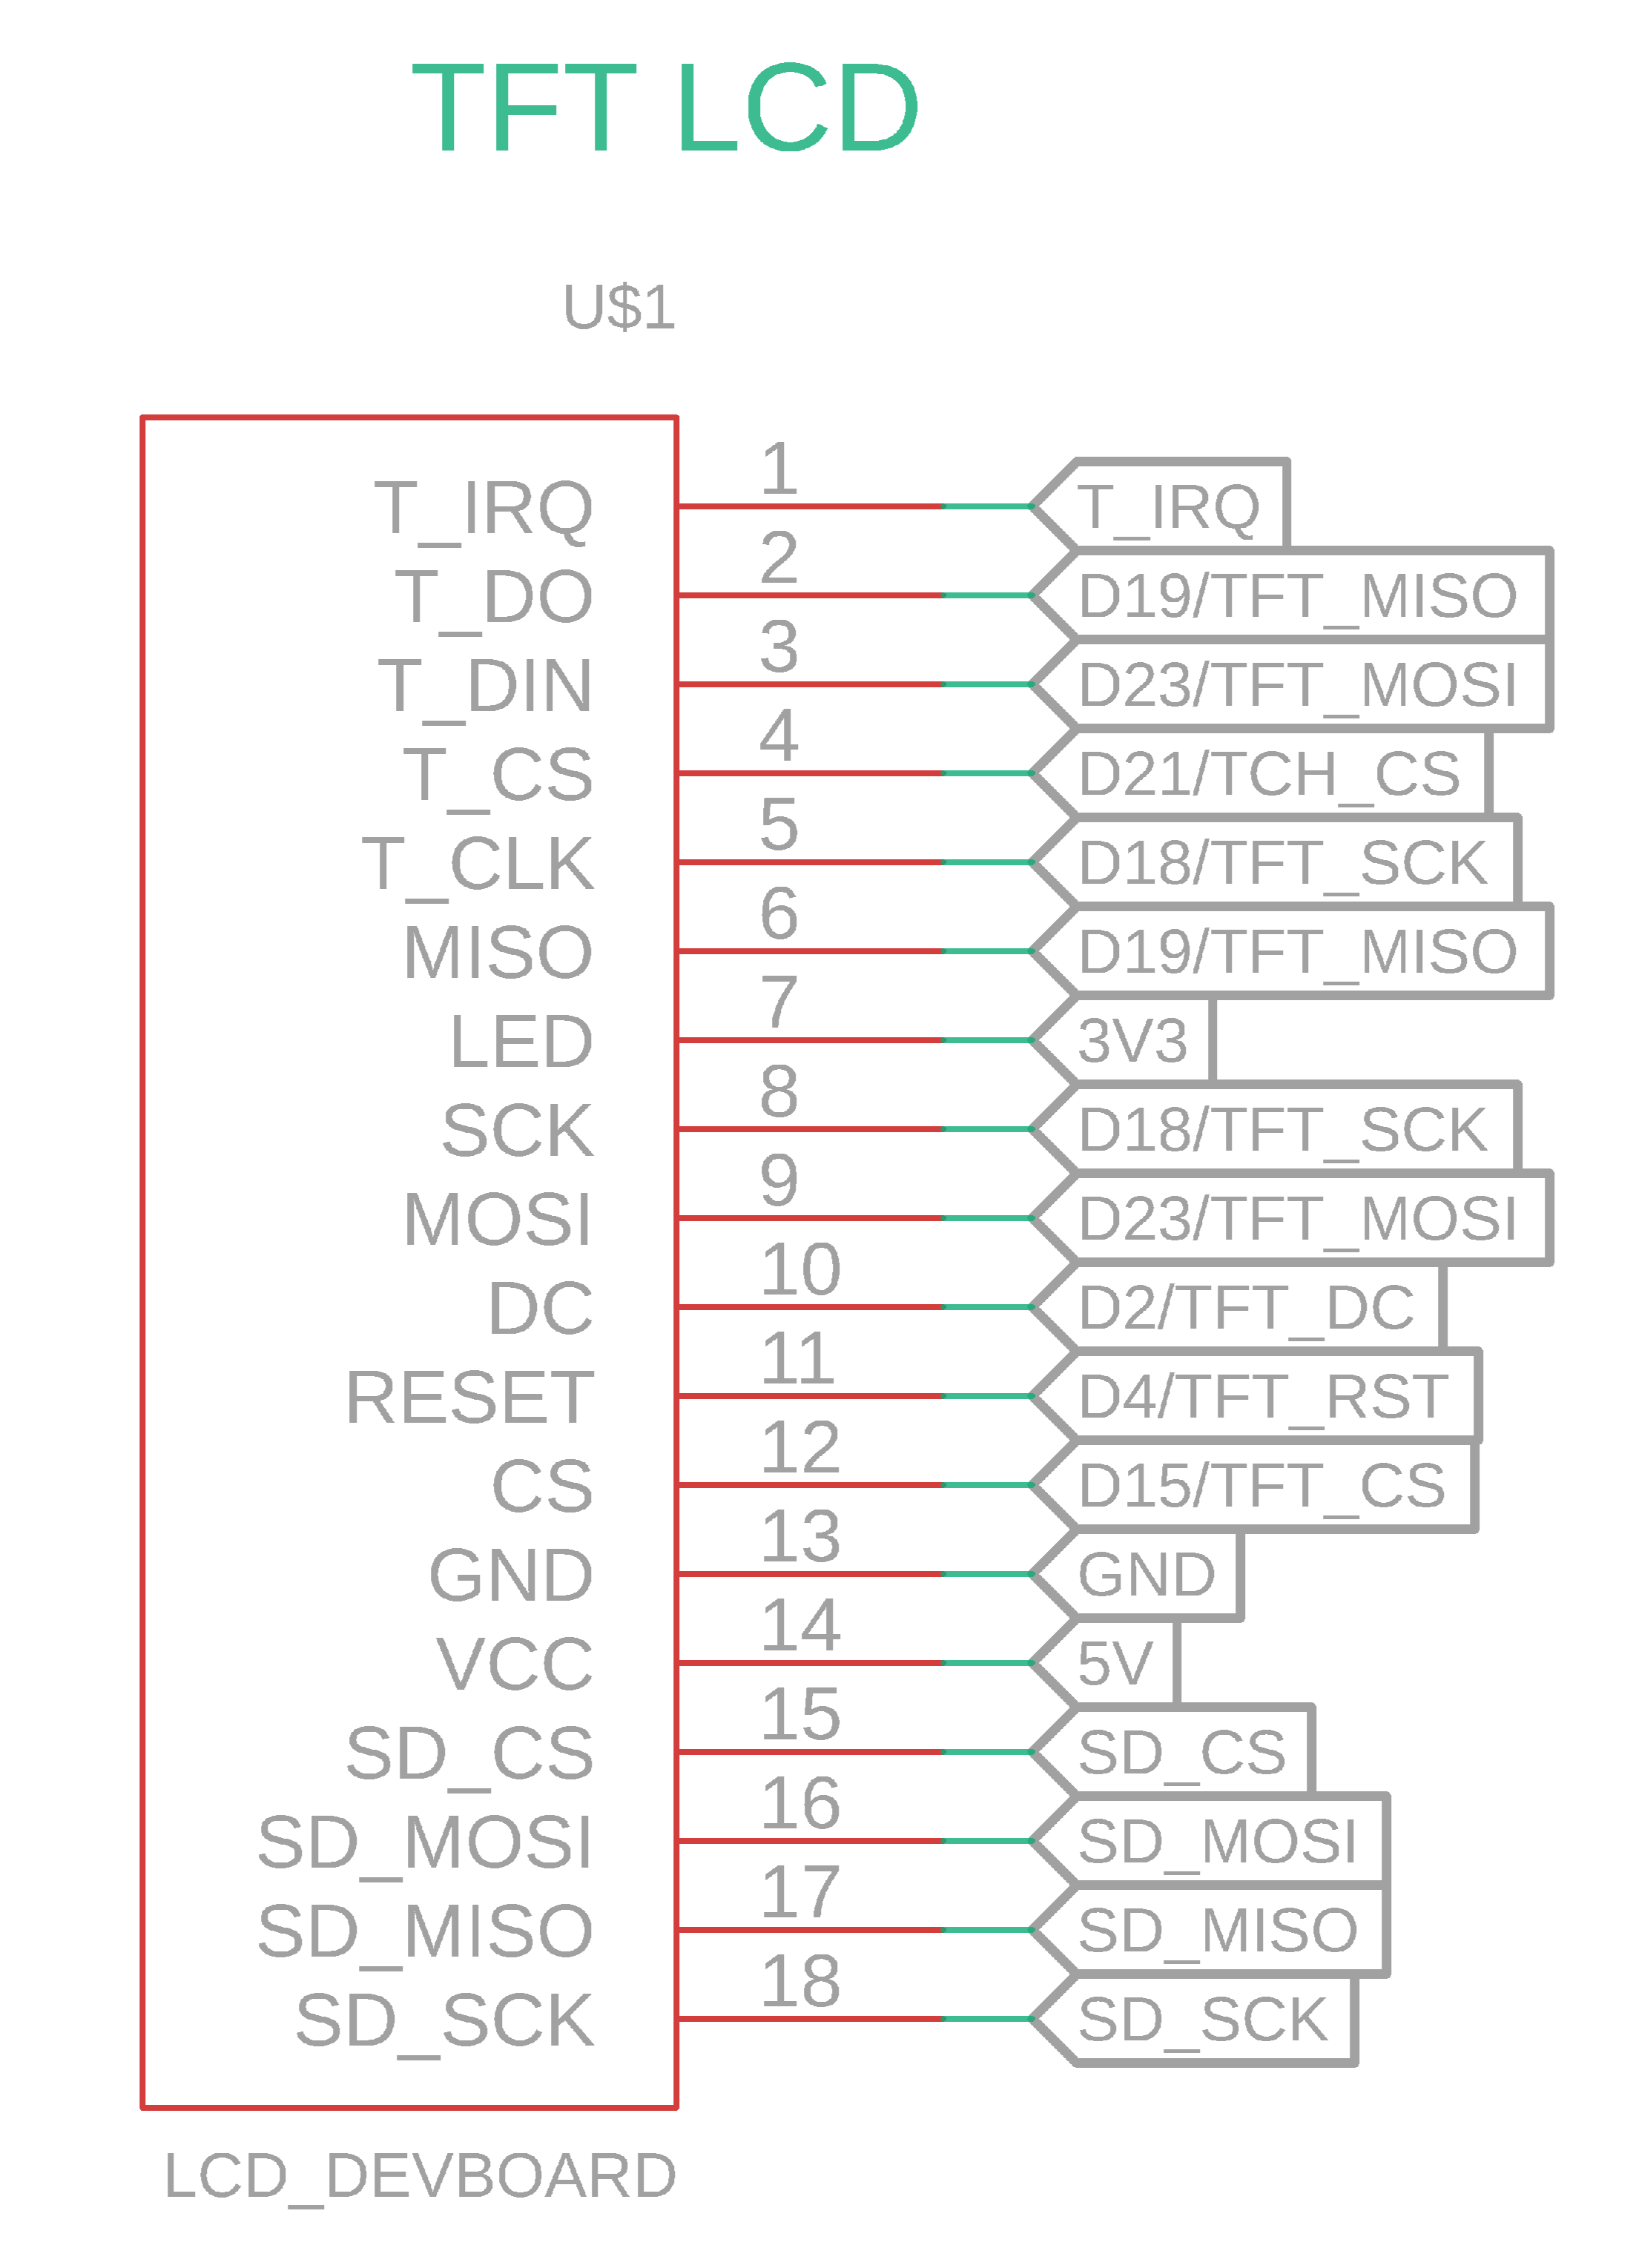 TFT LCD
U$1
T_IRQ 1 T_IRQ
T_DO 2 D19/TFT_MISO
T_DIN 3 D23/TFT_MOSI
T_CS 4 D21/TCH_CS
T_CLK 5 D18/TFT_SCK
MISO 6 D19/TFT_MISO
LED 7 3V3
SCK 8 D18/TFT_SCK
MOSI 9 D23/TFT_MOSI
DC 10 D2/TFT_DC
RESET 11 D4/TFT_RST
CS 12 D15/TFT_CS
GND 13 GND
VCC 14 5V
SD_CS 15 SD_CS
SD_MOSI 16 SD_MOSI
SD_MISO 17 SD_MISO
SD_SCK 18 SD_SCK
LCD_DEVBOARD